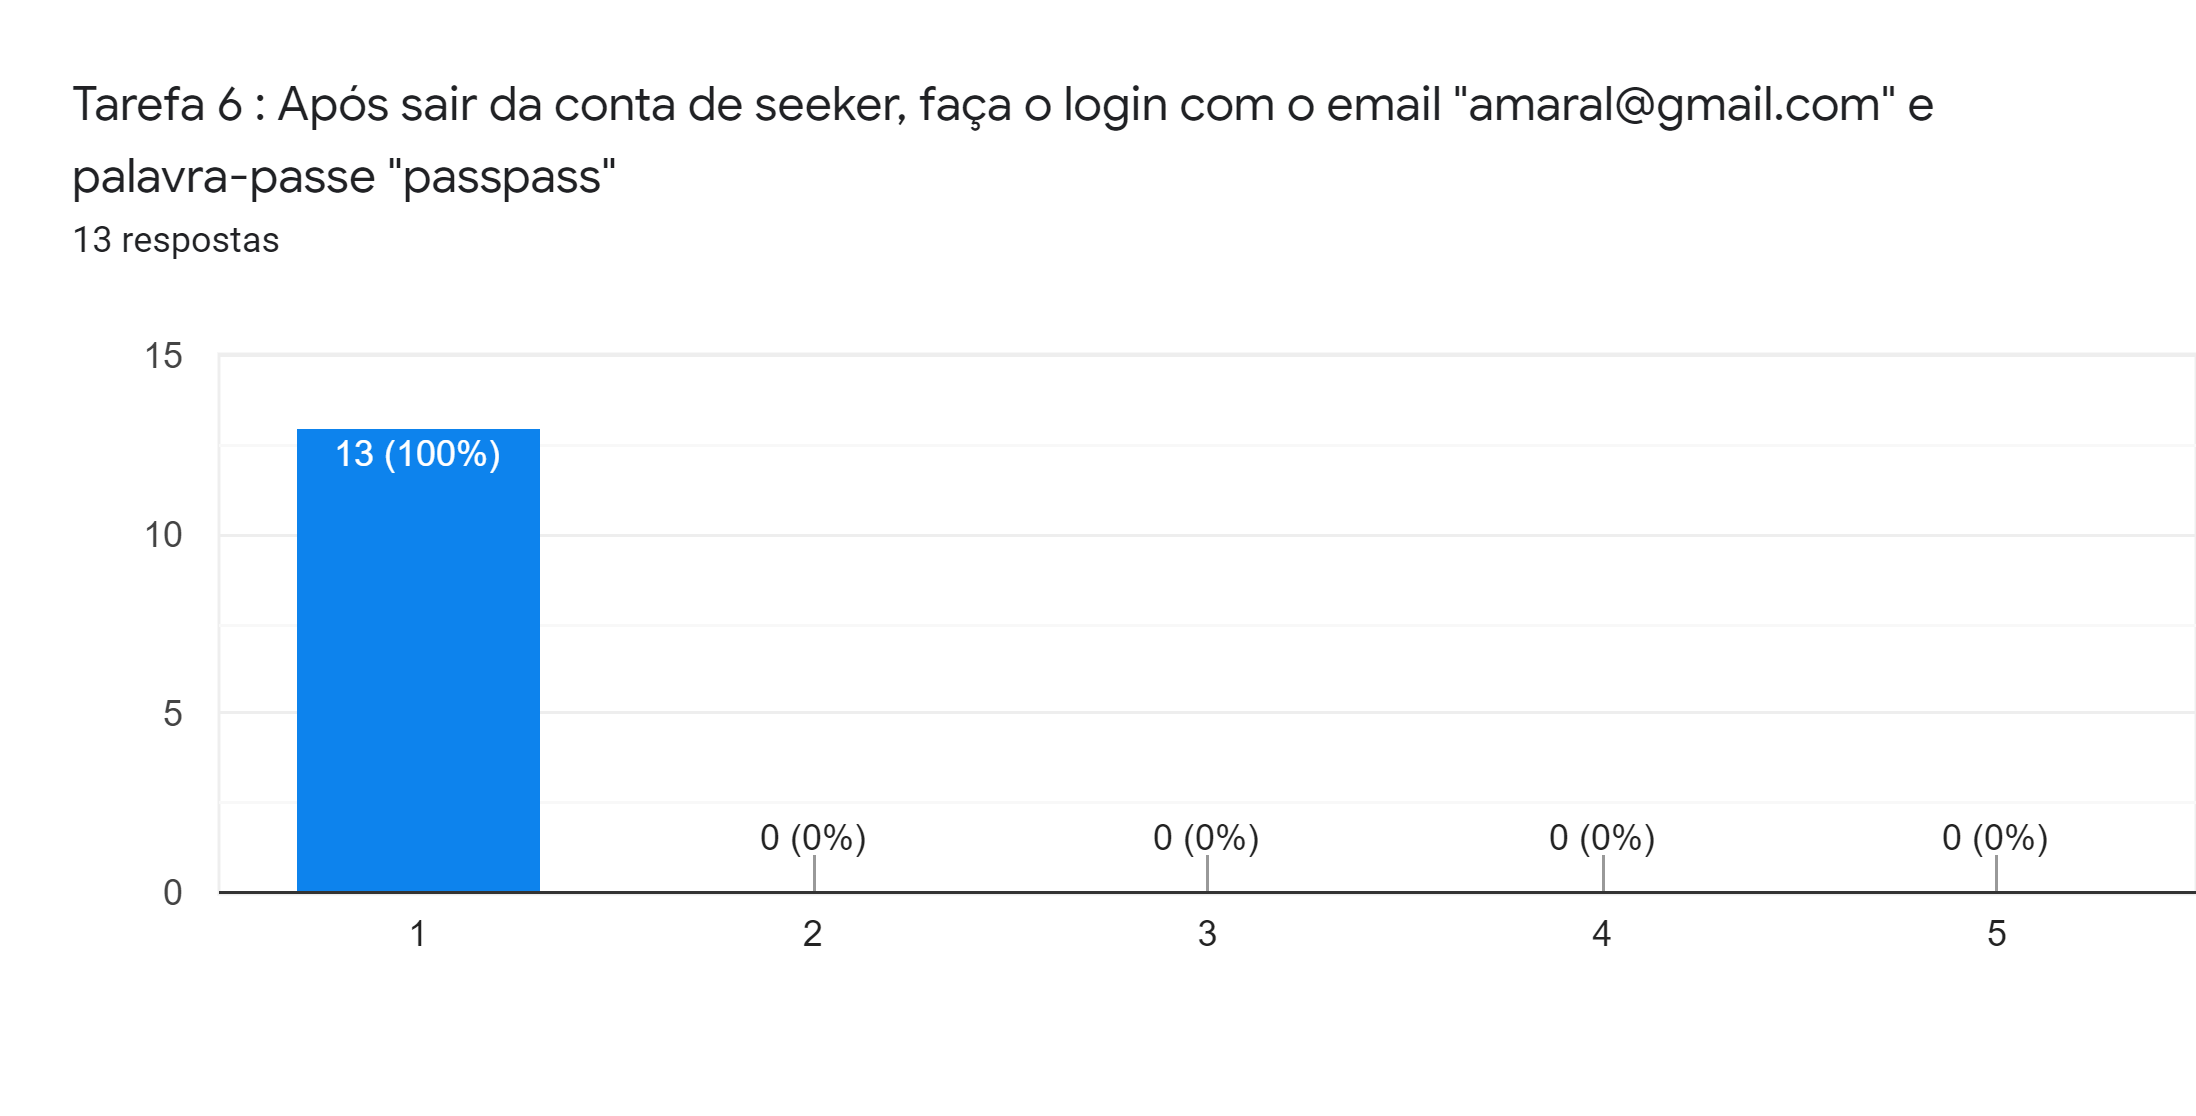 Tarefa 6 : Após sair da conta de seeker, faça o login com o email "amaral@gmail.com" e
palavra-passe "passpass"
13 respostas
15
13 (100%)
10
5
0 (0%) 0 (0%) 0 (0%) 0 (0%)
0
1 2 3 4 5